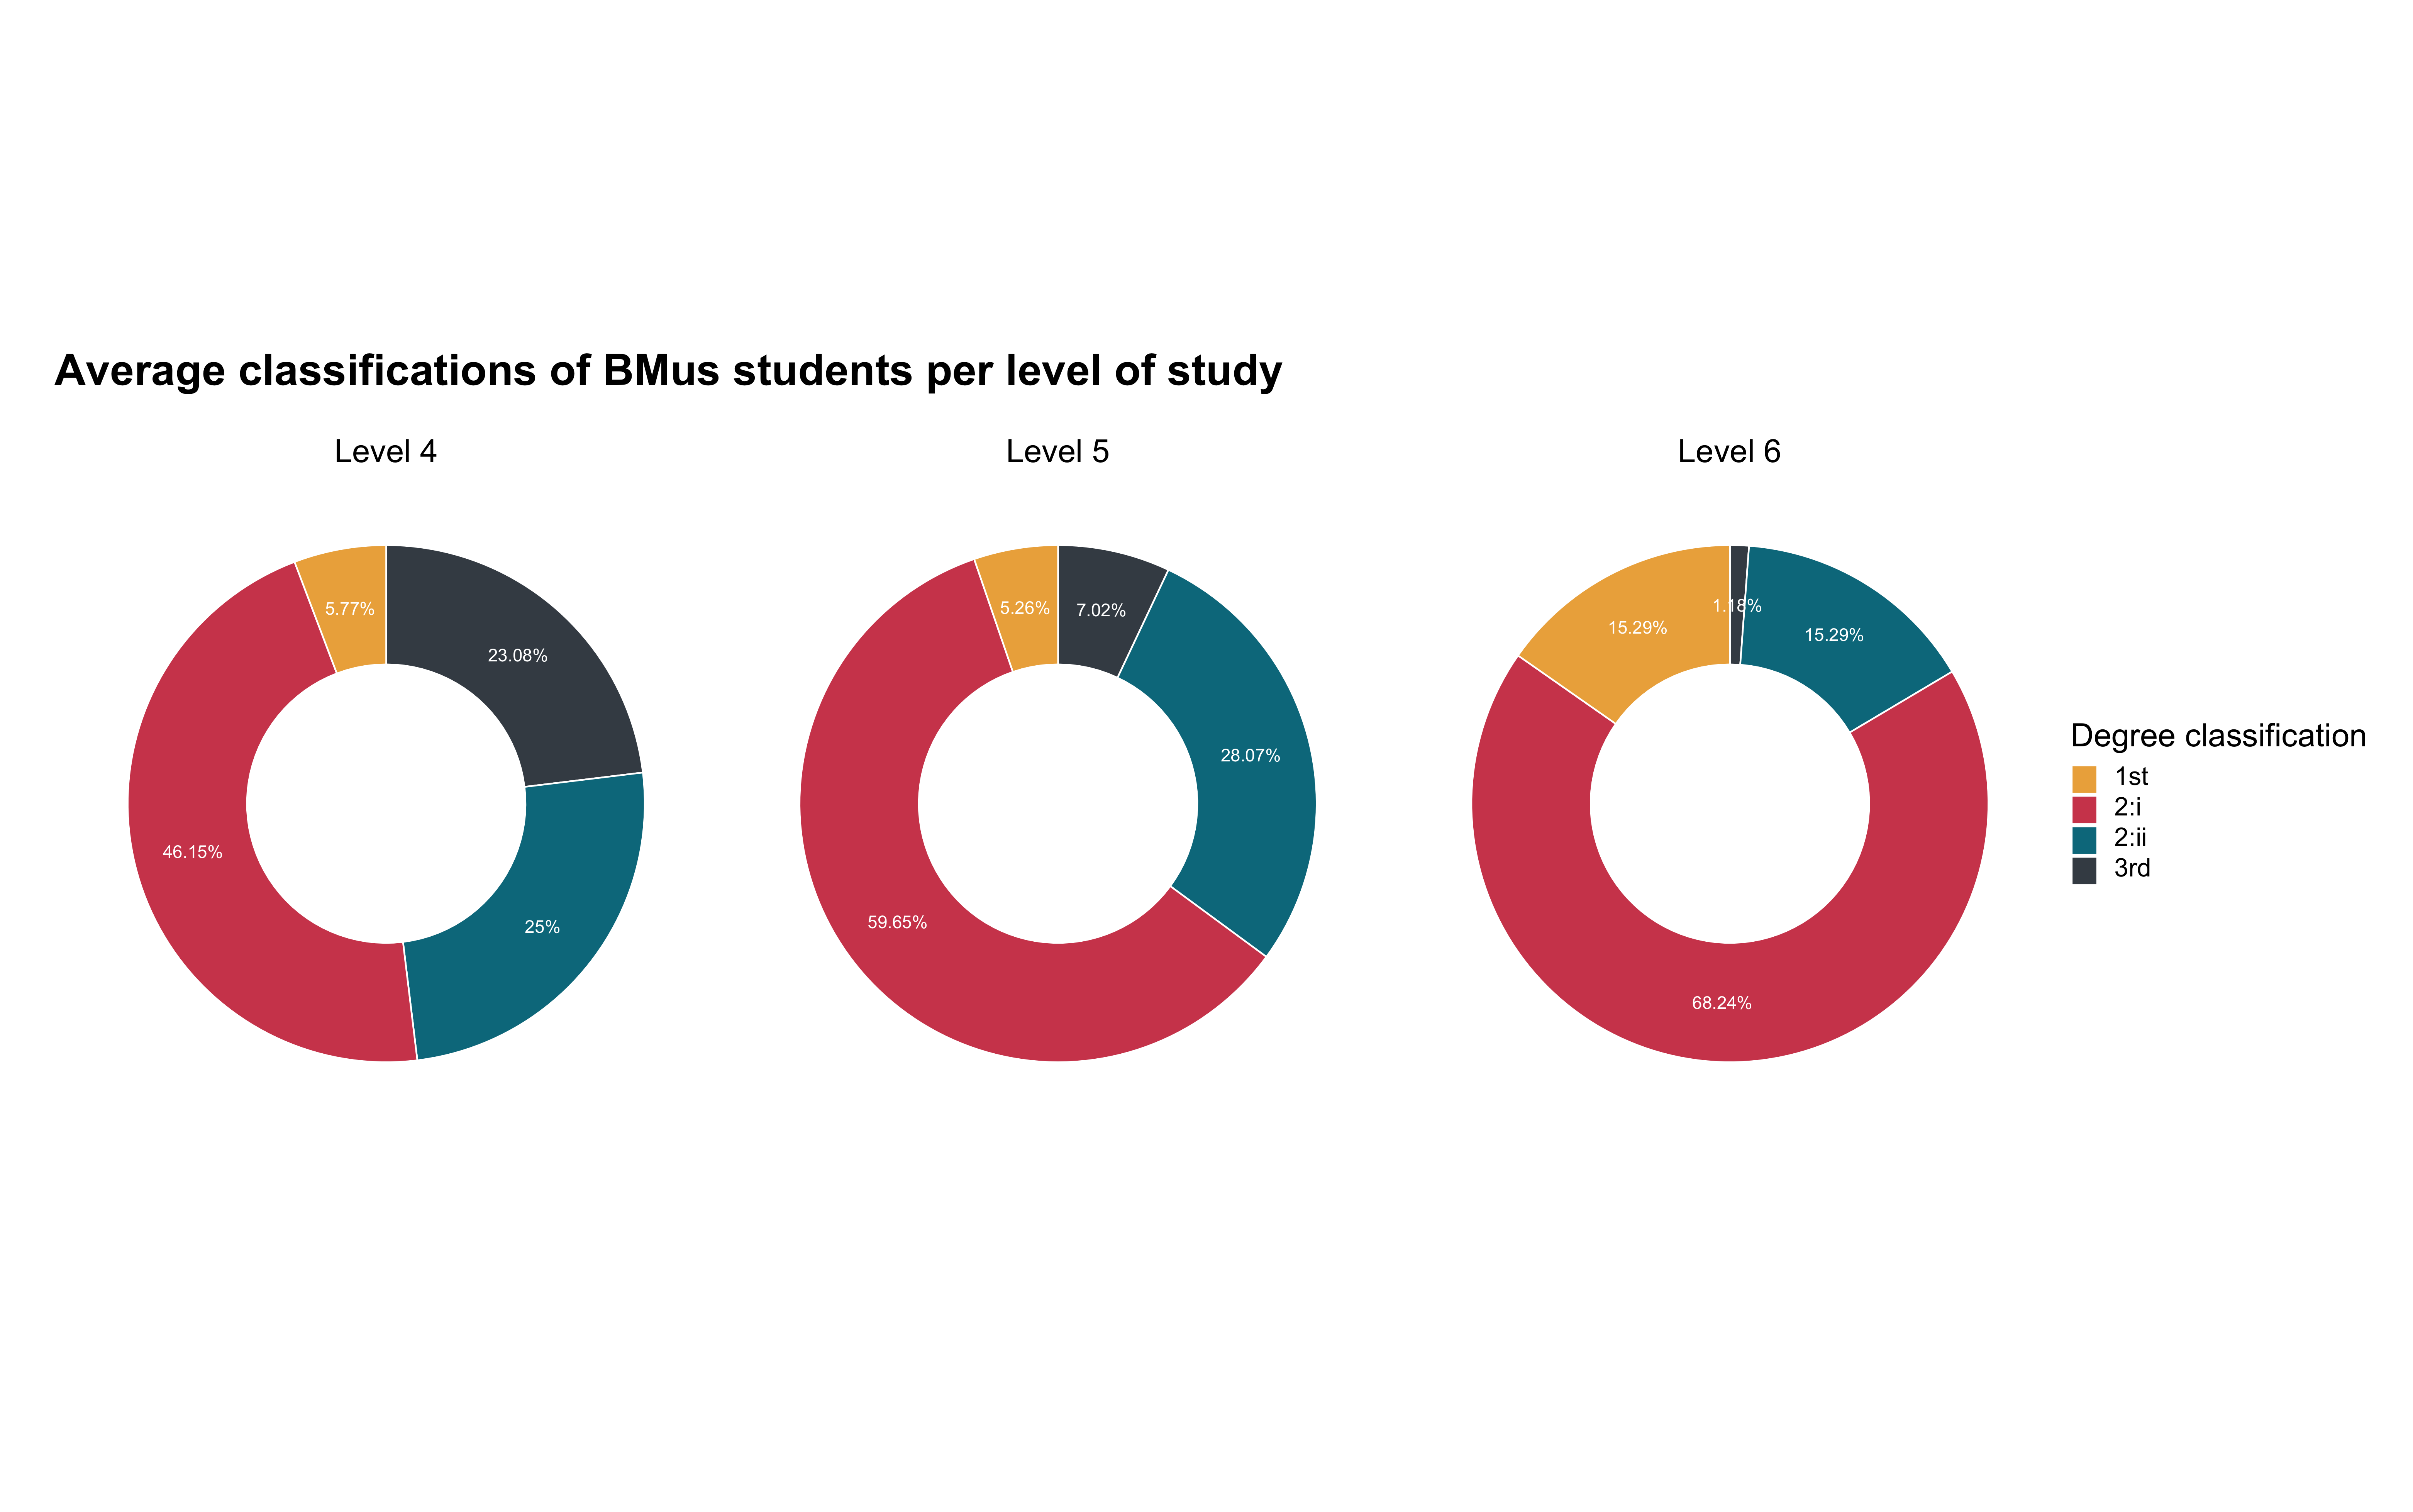 Average classifications of BMus students per level of study
Level 4
Level 5
Level 6
5.77%
23.08%
46.15%
25%
5.26%
7.02%
28.07%
59.65%
15.29%
1.18%
15.29%
68.24%
Degree classification
1st
2:i
2:ii
3rd